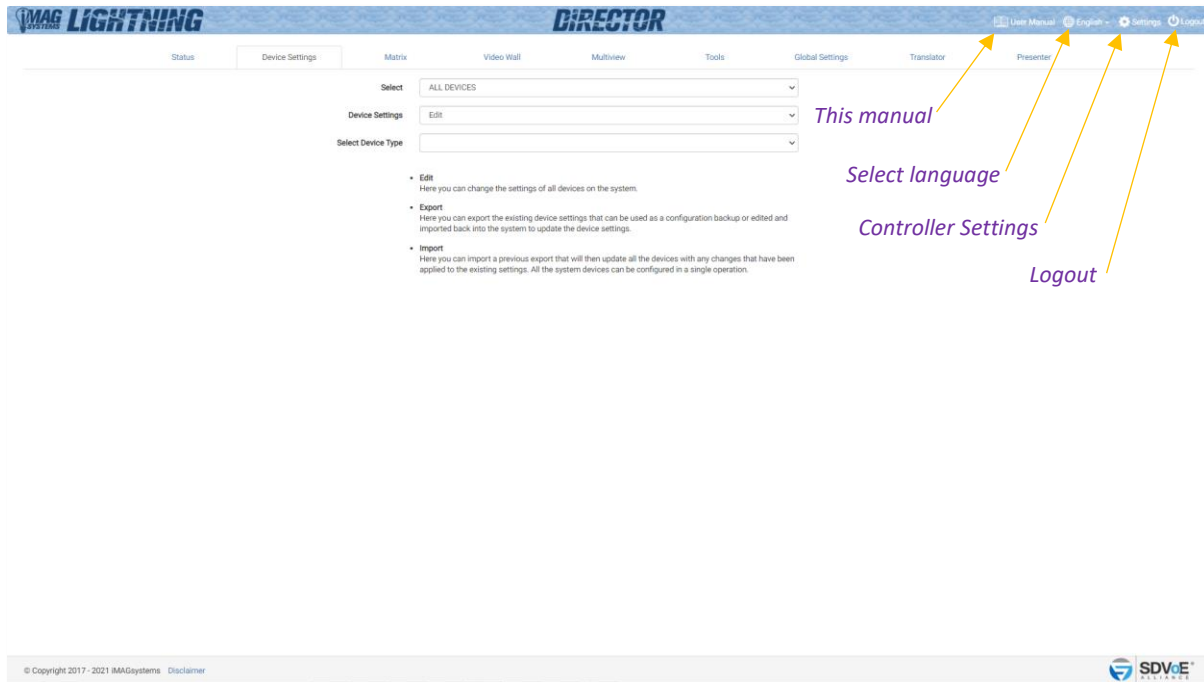 iMAG SYSTEMS LiGHTNiNG DiRECTOR User Manual English Settings Logout
Status Device Settings Matrix Video Wall Multiview Tools Global Settings Translator Presenter
Select ALL DEVICES
Device Settings Edit
Select Device Type
This manual
Select language
Controller Settings
Logout
• Edit
Here you can change the settings of all devices on the system.
• Export
Here you can export the existing device settings that can be used as a configuration backup or edited and
imported back into the system to update the device settings.
• Import
Here you can import a previous export that will then update all the devices with any changes that have been
applied to the existing settings. All the system devices can be configured in a single operation.
© Copyright 2017 - 2021 iMAGsystems Disclaimer
SDVoE
ALLIANCE